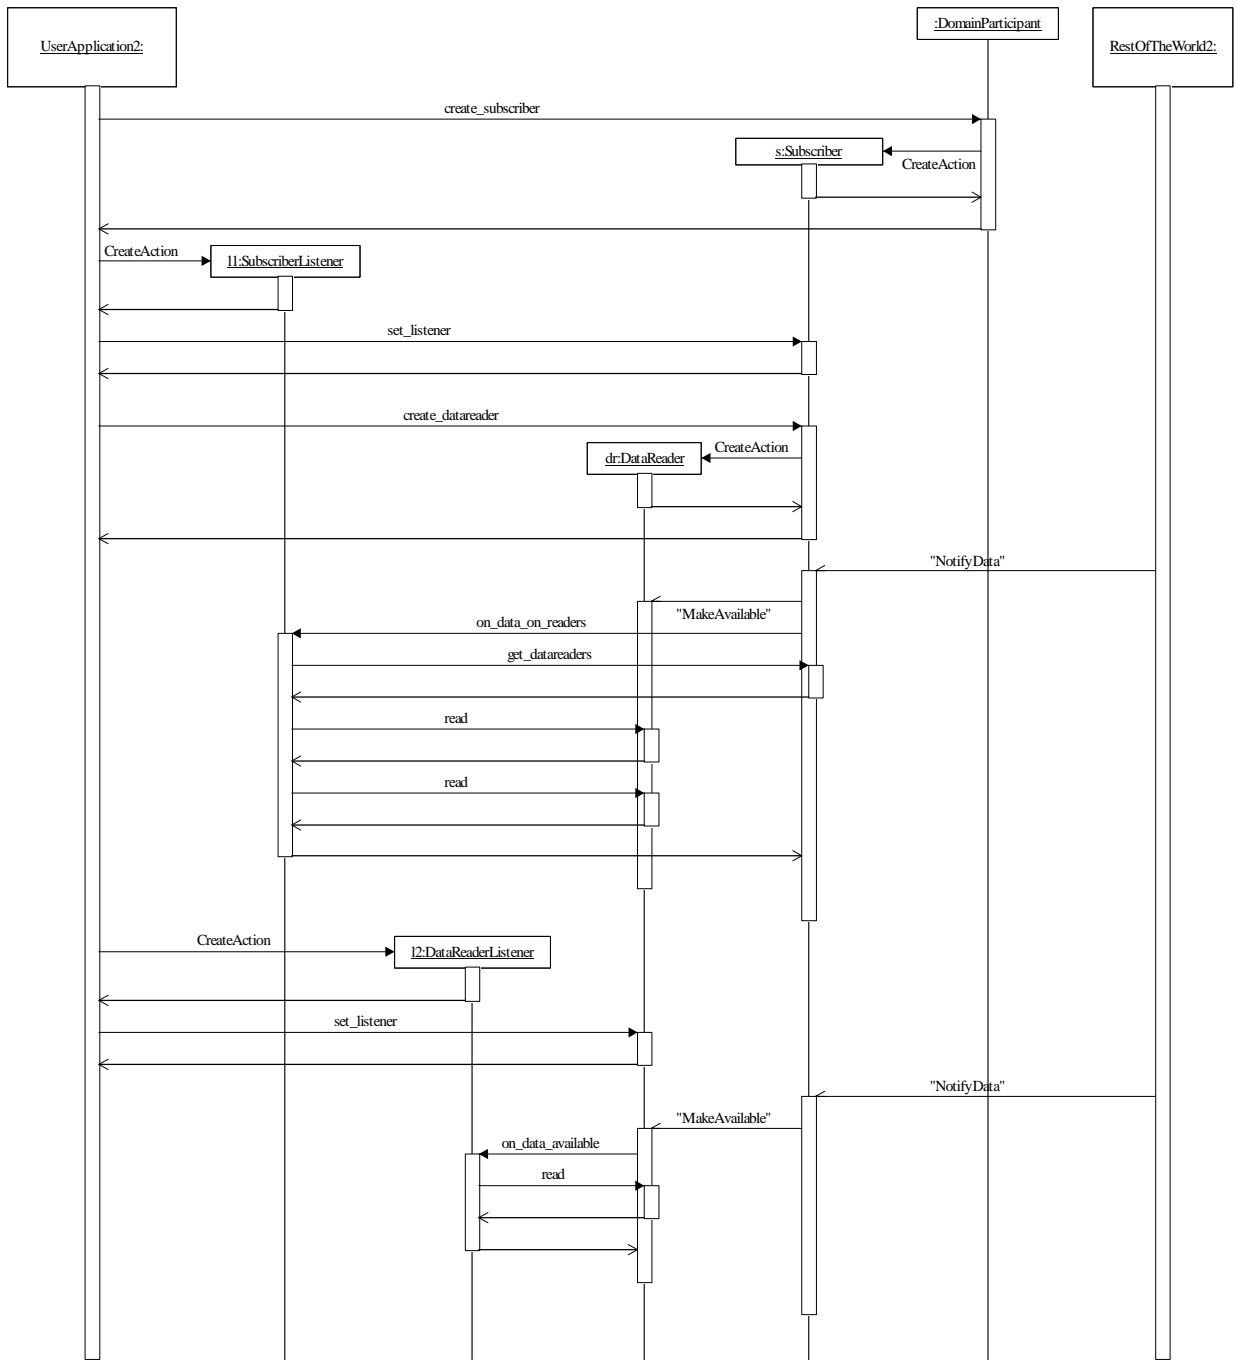 :DomainParticipant
UserApplication2:
RestOfTheWorld2:
create_subscriber
s:Subscriber
CreateAction
CreateAction
l1:SubscriberListener
set_listener
create_datareader
CreateAction
dr:DataReader
"NotifyData"
"MakeAvailable"
on_data_on_readers
get_datareaders
read
read
CreateAction
l2:DataReaderListener
set_listener
"NotifyData"
"MakeAvailable"
on_data_available
read